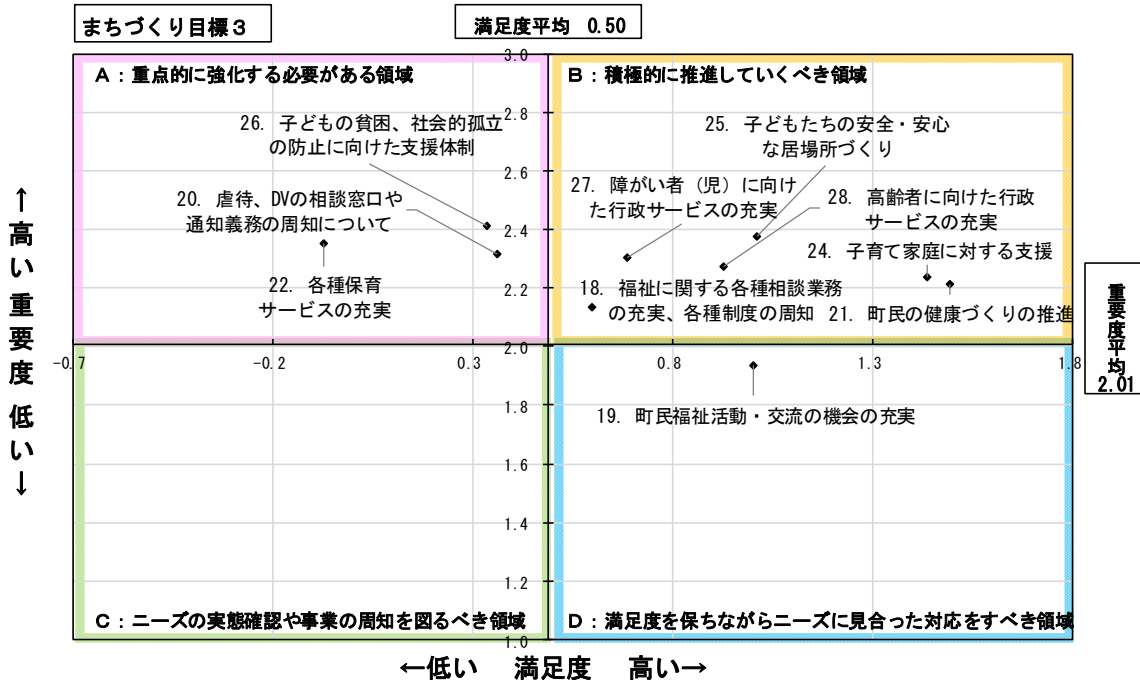 まちづくり目標3
満足度平均 0.50
A:重点的に強化する必要がある領域
B:積極的に推進していくべき領域
26. 子どもの貧困、社会的孤立
の防止に向けた支援体制
25. 子どもたちの安全・安心
な居場所づくり
20. 虐待、DVの相談窓口や
通知義務の周知について
27. 障がい者(児)に向け
た行政サービスの充実
28. 高齢者に向けた行政
サービスの充実
24. 子育て家庭に対する支援
22. 各種保育
サービスの充実
18. 福祉に関する各種相談業務
の充実、各種制度の周知
21. 町民の健康づくりの推進
19. 町民福祉活動・交流の機会の充実
C:ニーズの実態確認や事業の周知を図るべき領域
D:満足度を保ちながらニーズに見合った対応をすべき領域
3.0
2.8
2.6
2.4
2.2
2.0
1.8
1.6
1.4
1.2
1.0
-0.7
-0.2
0.3
0.8
1.3
1.8
↑高い 重要度 低い↓
重要度平均
2.01
←低い 満足度 高い→